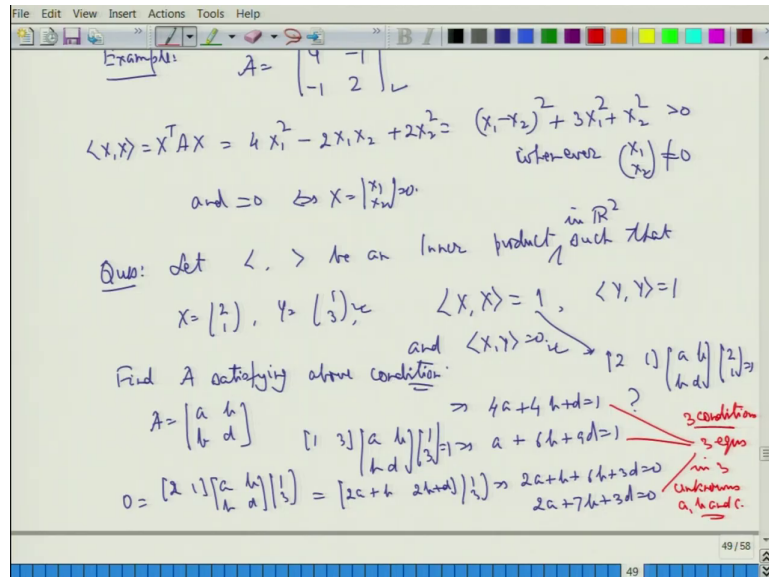 File Edit View Insert Actions Tools Help
Example: A = [4 -1
-1 2]
<X,X> = X^T A X = 4x₁² - 2x₁x₂ + 2x₂² = (x₁-x₂)² + 3x₁² + x₂² >0
whenever (x₁ x₂) ≠ 0
and =0 ⇔ X = [x₁ x₂] = 0.
Ques: Let < , > be an Inner product in ℝ² such that
X = (2 1), Y = (1 3) <X,X> = 1, <Y,Y> = 1
and <X,Y> = 0.
[2 1] [a b
b d] [2 1] =1
Find A satisfying above condition.
⇒ 4a+4b+d=1 ?
A = [a b
b d]
[1 3] [a b
b d] [1 3] =1 ⇒ a + 6b + 9d = 1
0 = [2 1] [a b
b d] [1 3] = [2a+b 2b+d] (1 3) ⇒ 2a+b+6b+3d=0
2a+7b+3d=0
3 condition
3 eqns
in 3
unknowns
a, b and c.
49 / 58
49